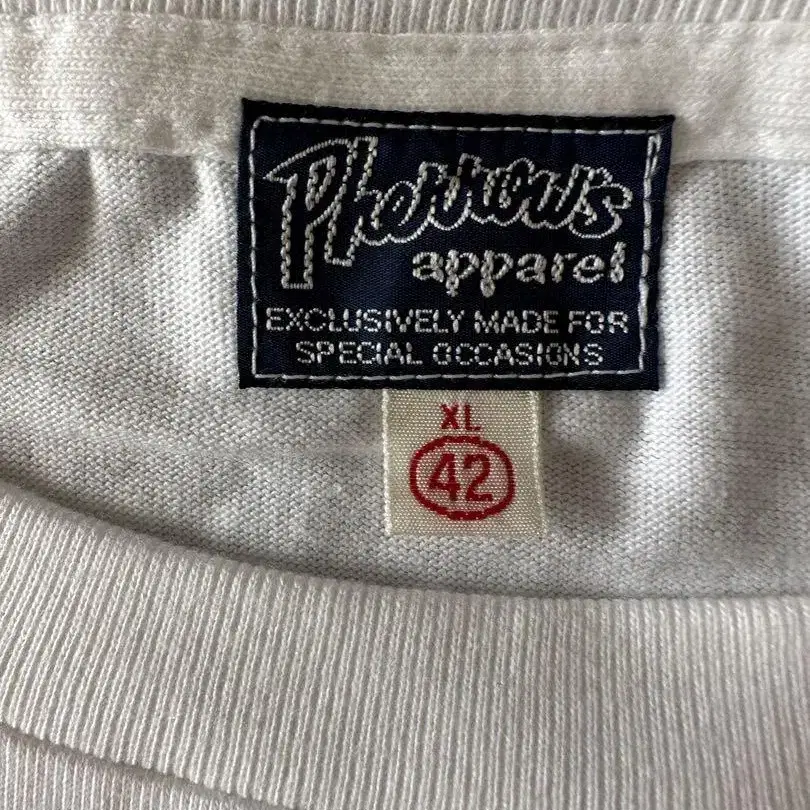 Pherrow's
apparel
EXCLUSIVELY MADE FOR
SPECIAL OCCASIONS
XL
42